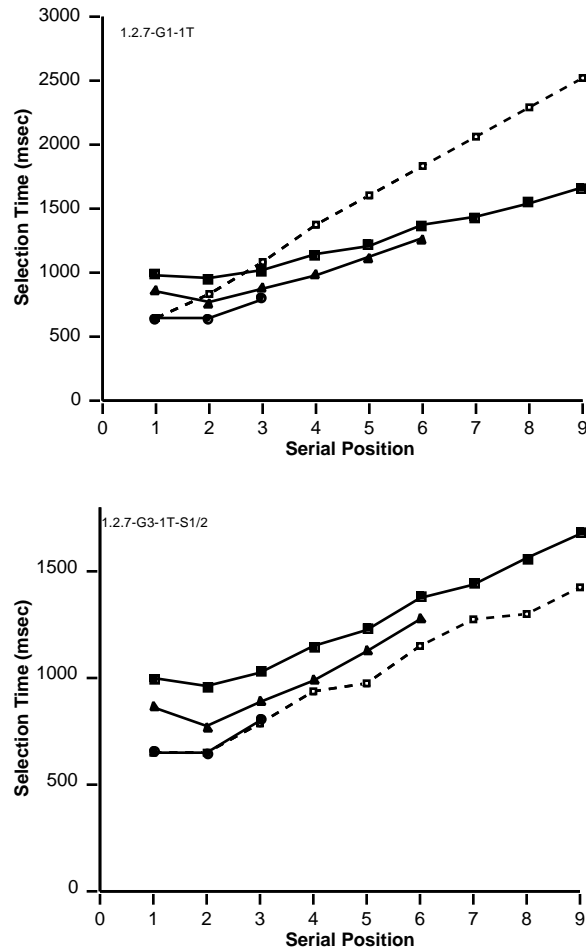 3000
1.2.7-G1-1T
2500
2000
1500
1000
500
0
Selection Time (msec)
0 1 2 3 4 5 6 7 8 9
Serial Position
1.2.7-G3-1T-S1/2
1500
1000
500
0
Selection Time (msec)
0 1 2 3 4 5 6 7 8 9
Serial Position